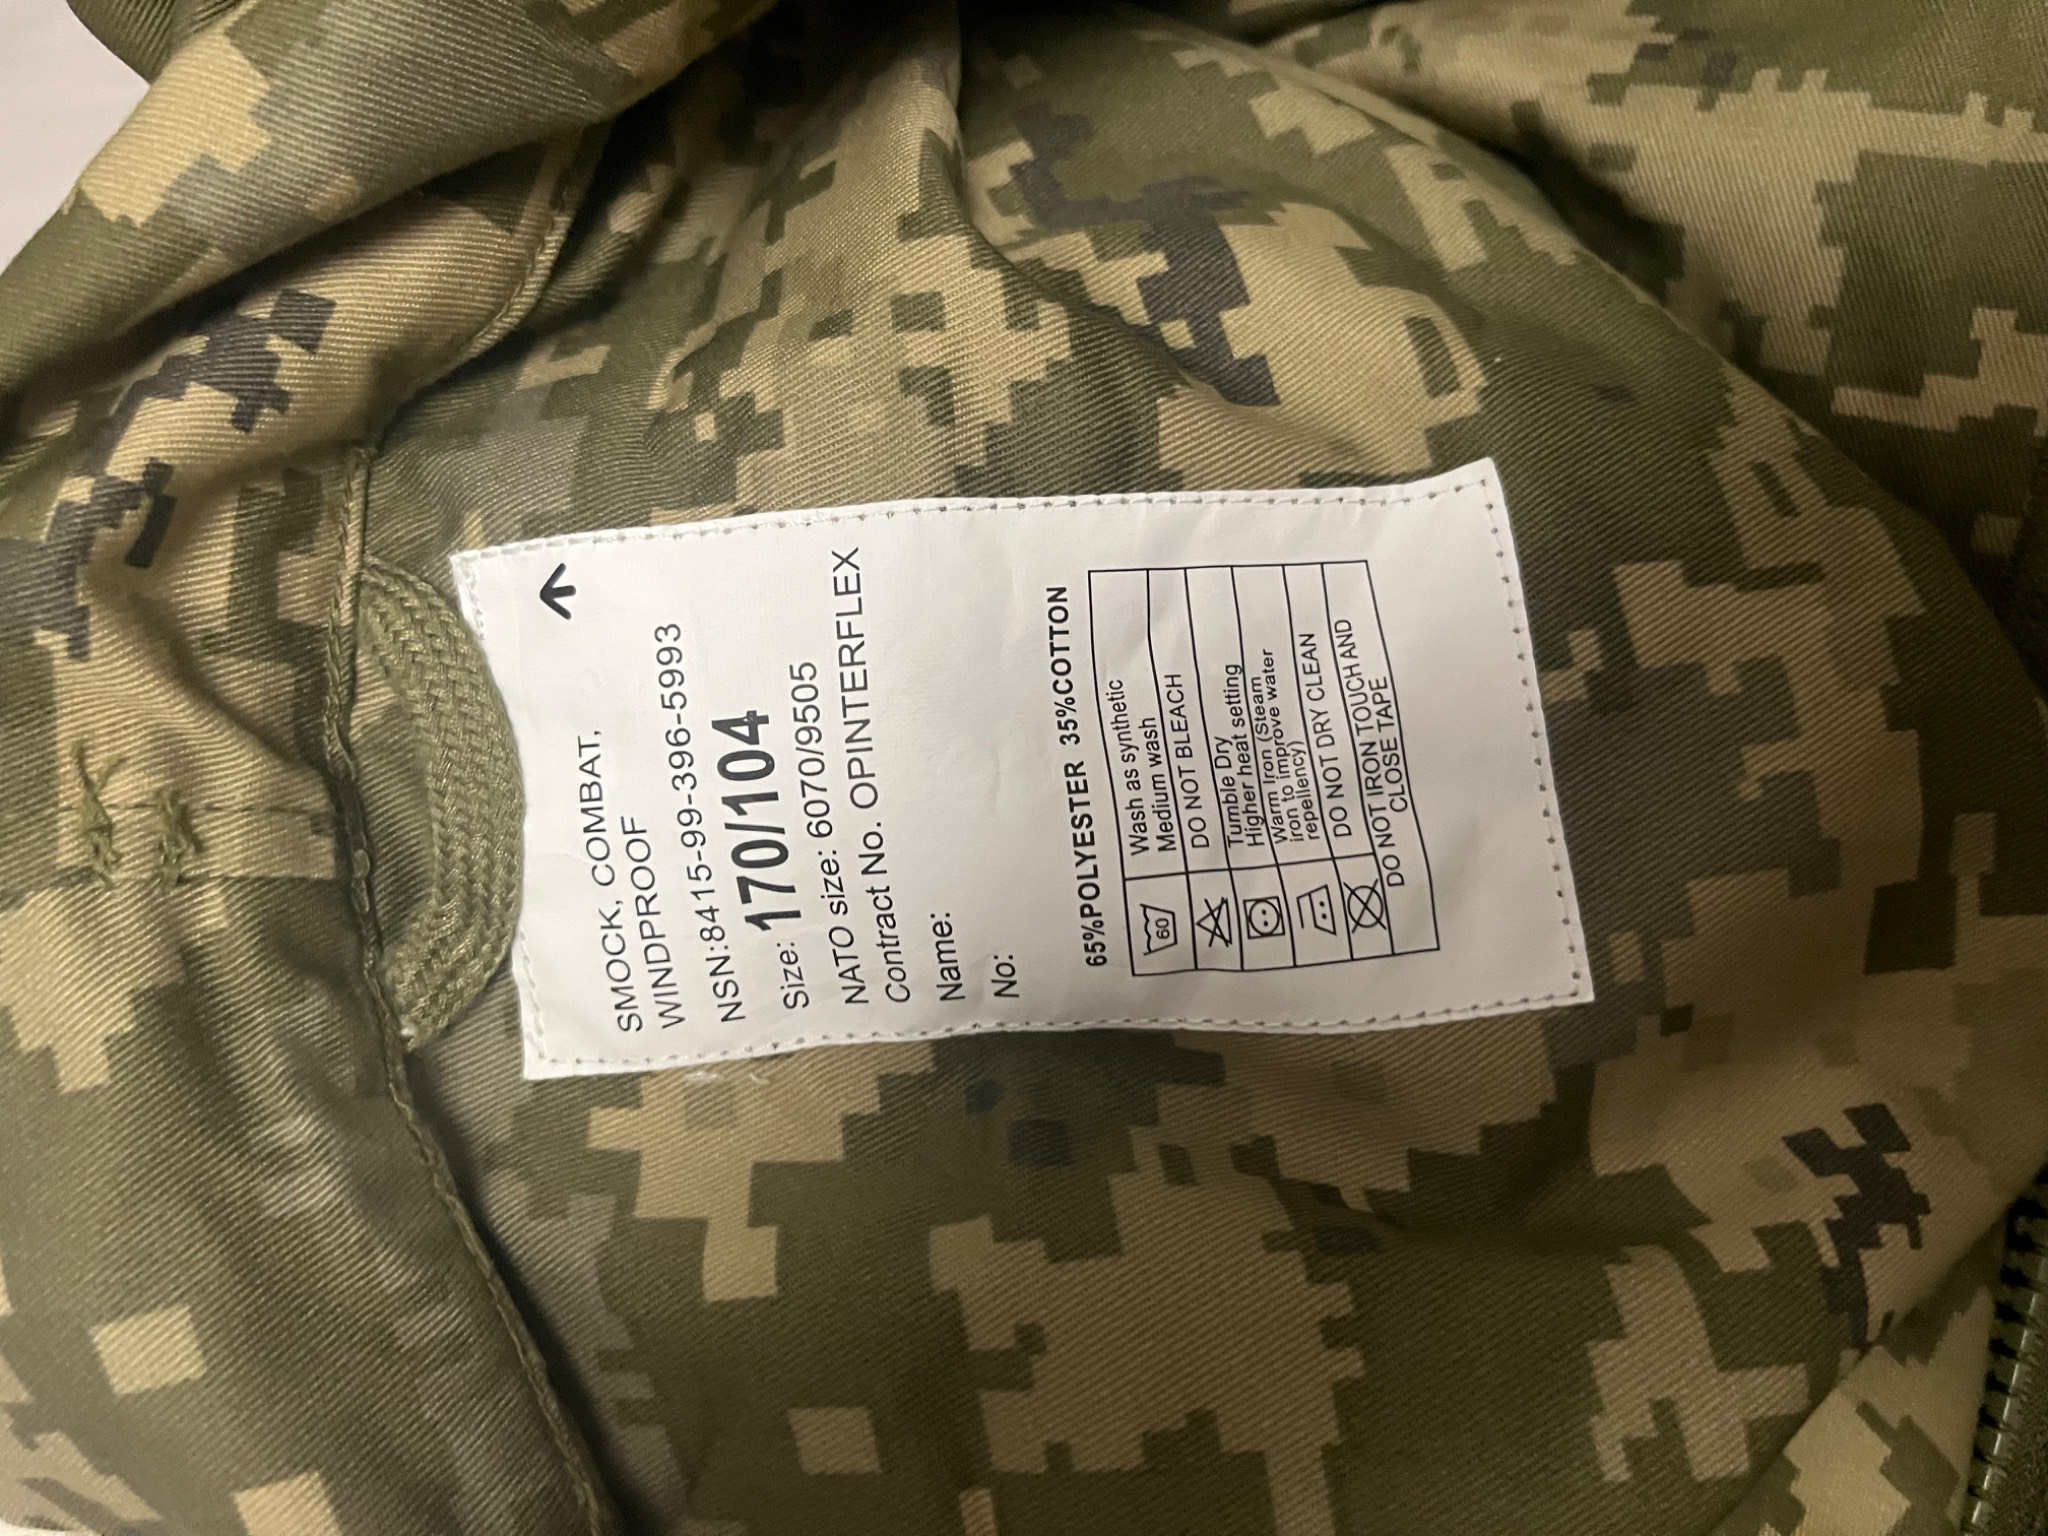 SMOCK, COMBAT,
WINDPROOF
NSN:8415-99-396-5993
Size: 170/104
NATO size: 6070/9505
Contract No. OPINTERFLEX
Name:
No:
65%POLYESTER 35%COTTON
60
Wash as synthetic
Medium wash
DO NOT BLEACH
Tumble Dry
Higher heat setting
Warm Iron (Steam
iron to improve water
repellency)
DO NOT DRY CLEAN
DO NOT IRON TOUCH AND
CLOSE TAPE